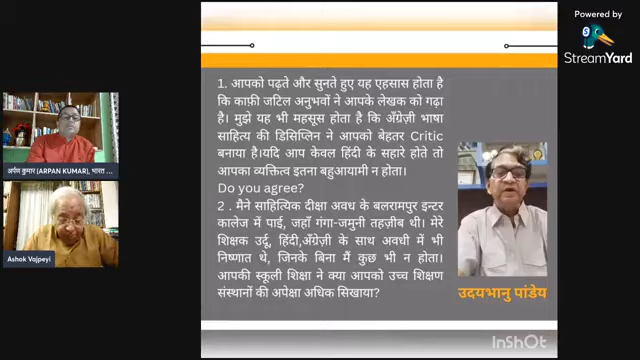 Powered by
StreamYard
1. आपको पढ़ते और सुनते हुए यह एहसास होता है
कि काफ़ी जटिल अनुभवों ने आपके लेखक को गढ़ा
है। मुझे यह भी महसूस होता है कि अँग्रेज़ी भाषा
साहित्य की डिसिप्लिन ने आपको बेहतर Critic
बनाया है।यदि आप केवल हिंदी के सहारे होते तो
आपका व्यक्तित्व इतना बहुआयामी न होता।
Do you agree?
2 . मैने साहित्यिक दीक्षा अवध के बलरामपुर इन्टर
कालेज में पाई, जहाँ गंगा-जमुनी तहज़ीब थी। मेरे
शिक्षक उर्दू, हिंदी,अँग्रेज़ी के साथ अवधी में भी
निष्णात थे, जिनके बिना मैं कुछ भी न होता।
आपकी स्कूली शिक्षा ने क्या आपको उच्च शिक्षण
संस्थानों की अपेक्षा अधिक सिखाया?
अर्पण कुमार (ARPAN KUMAR), भारत ...
Ashok Vajpeyi
उदयभानु पांडेय
InShOt